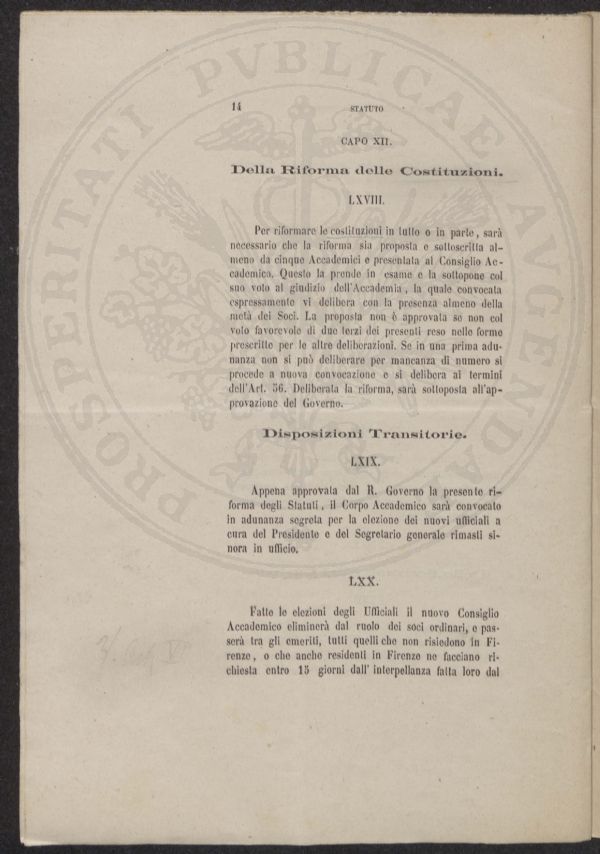 PROSPERITATI PVBLICAE AVGENDAE
14 STATUTO
CAPO XII.
Della Riforma delle Costituzioni.
LXVIII.
Per riformare le costituzioni in tutto o in parte, sarà
necessario che la riforma sia proposta e sottoscritta al-
meno da cinque Accademici e presentata al Consiglio Ac-
cademico. Questo la prende in esame e la sottopone col
suo voto al giudizio dell'Accademia, la quale convocata
espressamente vi delibera con la presenza almeno della
metà dei Soci. La proposta non è approvata se non col
voto favorevole di due terzi dei presenti reso nelle forme
prescritte per le altre deliberazioni. Se in una prima adu-
nanza non si può deliberare per mancanza di numero si
procede a nuova convocazione e si delibera ai termini
dell'Art. 56. Deliberata la riforma, sarà sottoposta all'ap-
provazione del Governo.
Disposizioni Transitorie.
LXIX.
Appena approvata dal R. Governo la presente ri-
forma degli Statuti, il Corpo Accademico sarà convocato
in adunanza segreta per la elezione dei nuovi ufficiali a
cura del Presidente e del Segretario generale rimasti si-
nora in ufficio.
LXX.
Fatte le elezioni degli Ufficiali il nuovo Consiglio
Accademico eliminerà dal ruolo dei soci ordinari, e pas-
serà tra gli emeriti, tutti quelli che non risiedono in Fi-
renze, o che anche residenti in Firenze ne facciano ri-
chiesta entro 15 giorni dall'interpellanza fatta loro dal